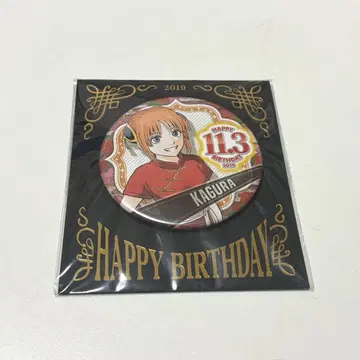 2019
HAPPY
11.3
BIRTHDAY
2019
KAGURA
HAPPY BIRTHDAY